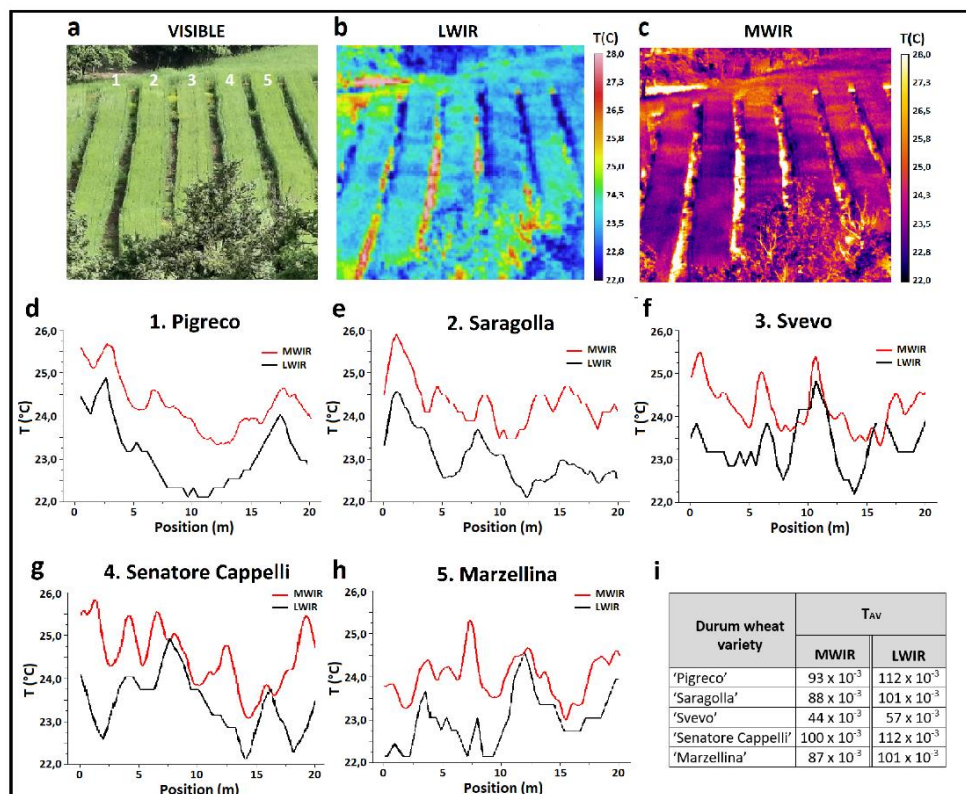 a VISIBLE
1 2 3 4 5
b LWIR
T(C)
28,0
27,3
26,5
25,8
25,0
24,3
23,5
22,8
22,0
c MWIR
T(C)
28,0
27,3
26,5
25,8
25,0
24,3
23,5
22,8
22,0
d 1. Pigreco
MWIR
LWIR
T (°C)
26,0
25,0
24,0
23,0
22,0
0 5 10 15 20
Position (m)
e 2. Saragolla
MWIR
LWIR
T (°C)
26,0
25,0
24,0
23,0
22,0
0 5 10 15 20
Position (m)
f 3. Svevo
MWIR
LWIR
T (°C)
26,0
25,0
24,0
23,0
22,0
0 5 10 15 20
Position (m)
g 4. Senatore Cappelli
MWIR
LWIR
T (°C)
26,0
25,0
24,0
23,0
22,0
0 5 10 15 20
Position (m)
h 5. Marzellina
MWIR
LWIR
T (°C)
26,0
25,0
24,0
23,0
22,0
0 5 10 15 20
Position (m)
i
Durum wheat
variety
TAV
MWIR LWIR
‘Pigreco’ 93 x 10⁻³ 112 x 10⁻³
‘Saragolla’ 88 x 10⁻³ 101 x 10⁻³
‘Svevo’ 44 x 10⁻³ 57 x 10⁻³
‘Senatore Cappelli’ 100 x 10⁻³ 112 x 10⁻³
‘Marzellina’ 87 x 10⁻³ 101 x 10⁻³